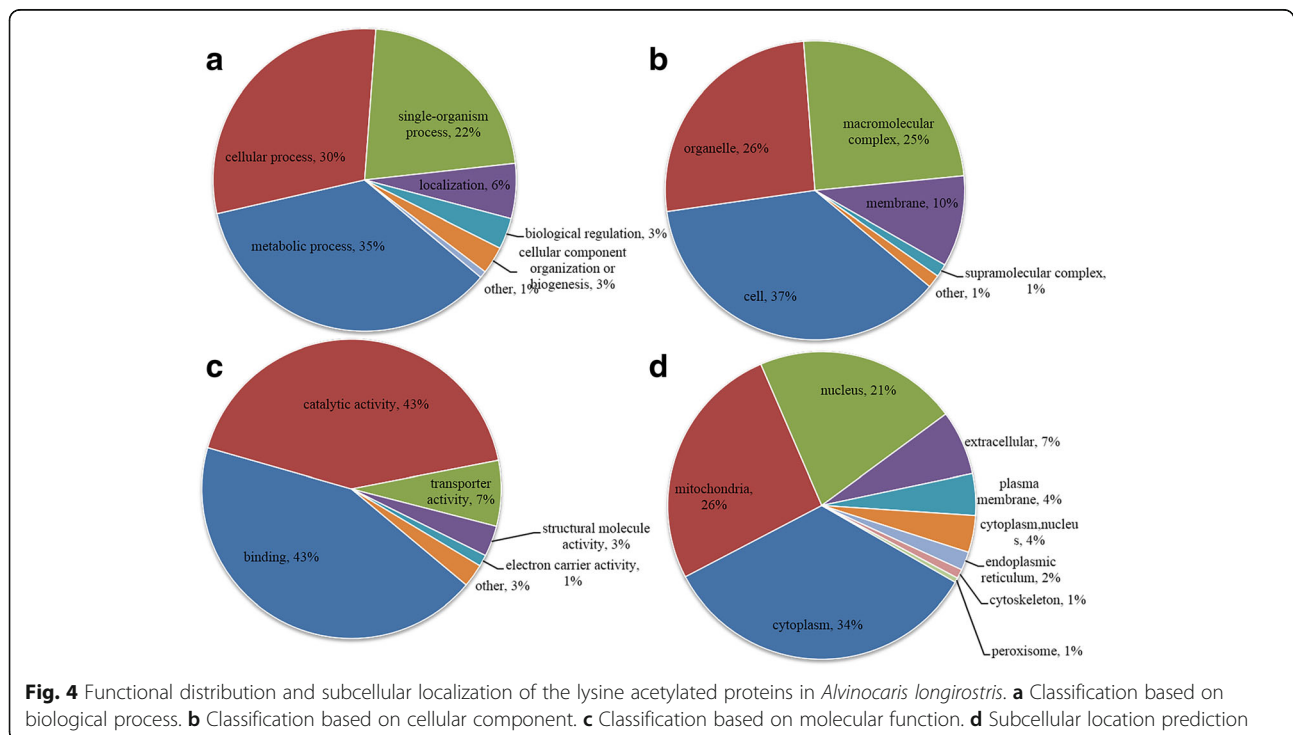 a
single-organism
process, 22%
cellular process, 30%
localization, 6%
biological regulation, 3%
metabolic process, 35%
cellular component
organization or
biogenesis, 3%
other, 1%
b
macromolecular
complex, 25%
organelle, 26%
membrane, 10%
supramolecular complex,
1%
other, 1%
cell, 37%
c
catalytic activity, 43%
transporter
activity, 7%
structural molecule
activity, 3%
binding, 43%
electron carrier activity,
1%
other, 3%
d
nucleus, 21%
extracellular, 7%
mitochondria,
26%
plasma
membrane, 4%
cytoplasm,nucleu
s, 4%
endoplasmic
reticulum, 2%
cytoskeleton, 1%
cytoplasm, 34%
peroxisome, 1%
Fig. 4 Functional distribution and subcellular localization of the lysine acetylated proteins in Alvinocaris longirostris. a Classification based on
biological process. b Classification based on cellular component. c Classification based on molecular function. d Subcellular location prediction